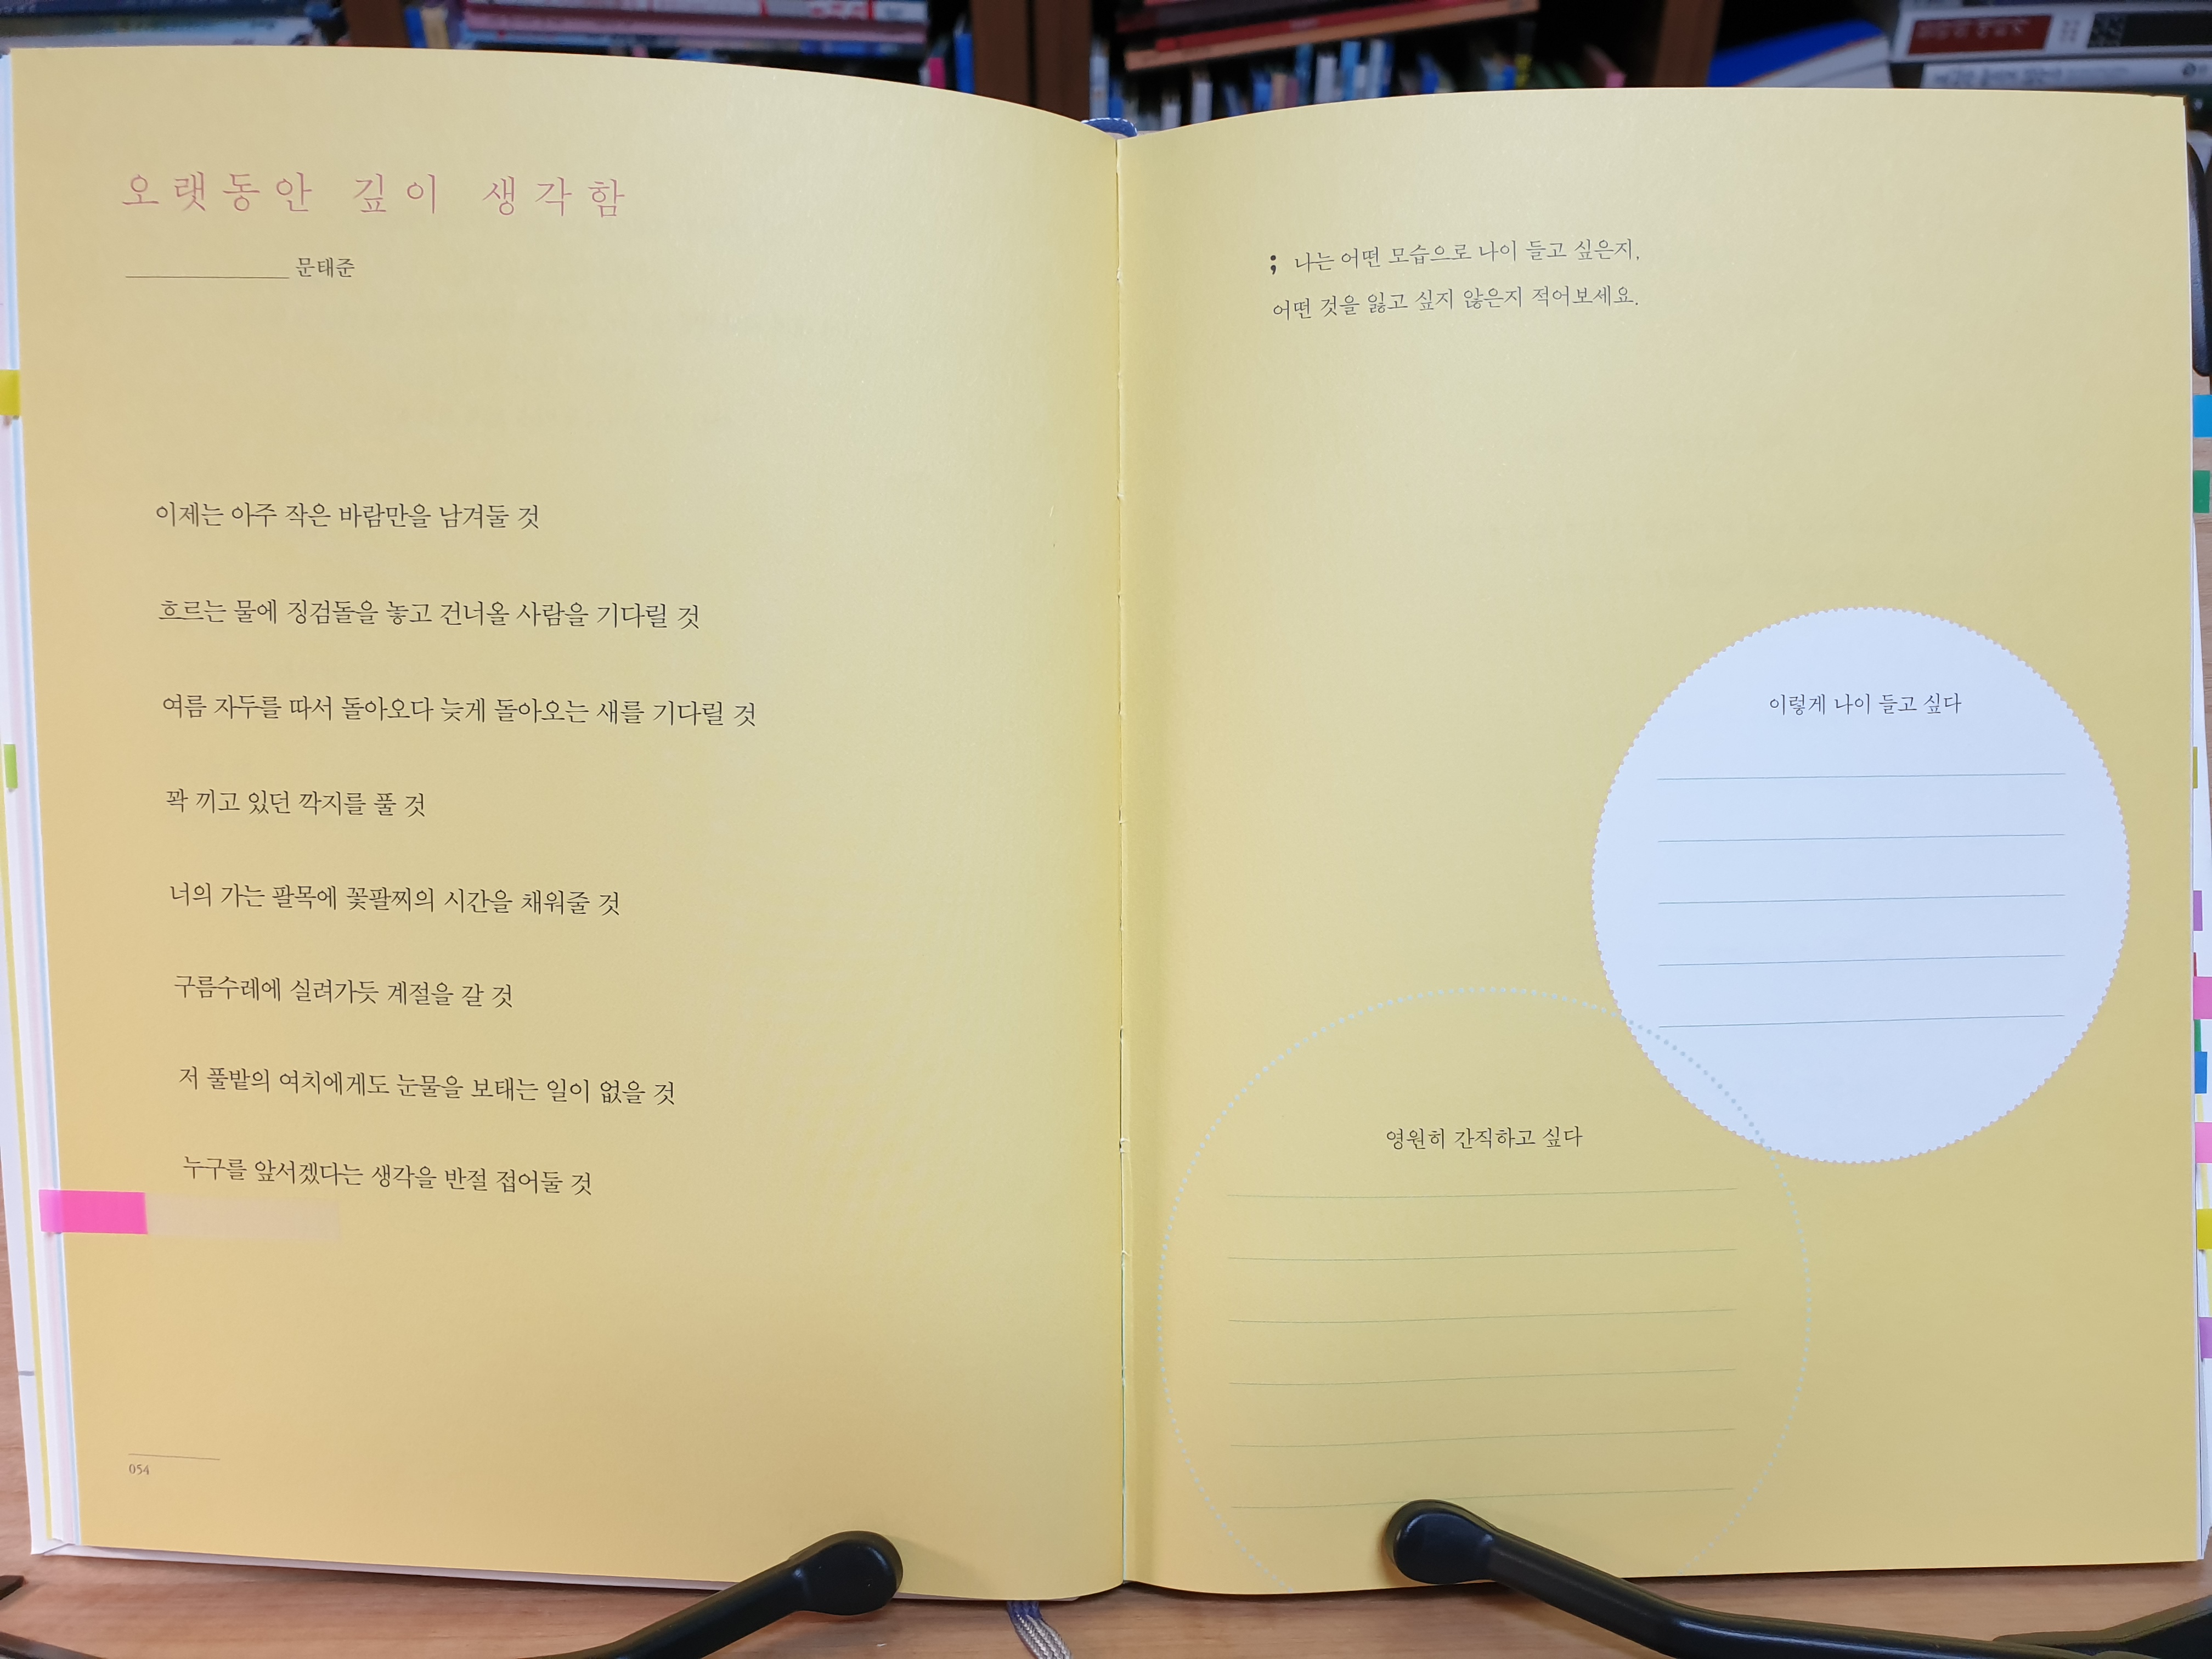 오랫동안 깊이 생각함
문태준
이제는 아주 작은 바람만을 남겨둘 것
흐르는 물에 징검돌을 놓고 건너올 사람을 기다릴 것
여름 자두를 따서 돌아오다 늦게 돌아오는 새를 기다릴 것
꽉 끼고 있던 깍지를 풀 것
너의 가는 팔목에 꽃팔찌의 시간을 채워줄 것
구름수레에 실려가듯 계절을 갈 것
저 풀밭의 여치에게도 눈물을 보태는 일이 없을 것
누구를 앞서겠다는 생각을 반절 접어둘 것
054
; 나는 어떤 모습으로 나이 들고 싶은지,
어떤 것을 잃고 싶지 않은지 적어보세요.
이렇게 나이 들고 싶다
영원히 간직하고 싶다